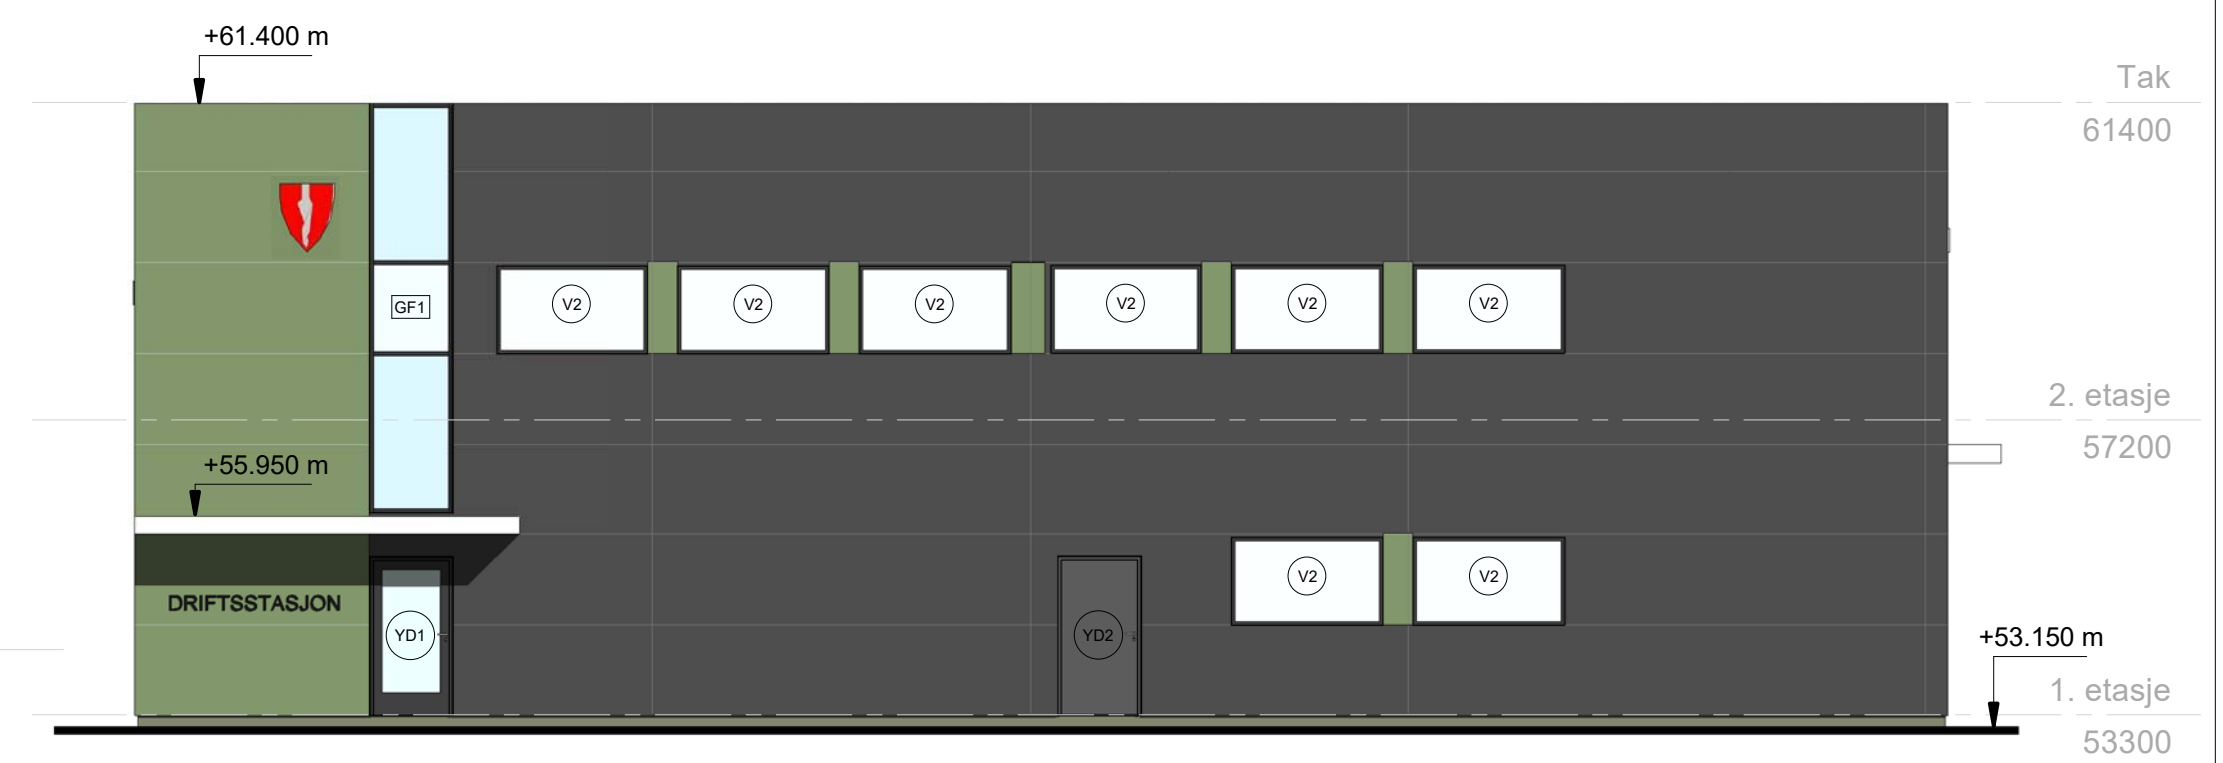 +61.400 m
Tak
61400
GF1
V2
V2
V2
V2
V2
V2
2. etasje
57200
+55.950 m
V2
V2
DRIFTSSTASJON
YD1
YD2
+53.150 m
1. etasje
53300